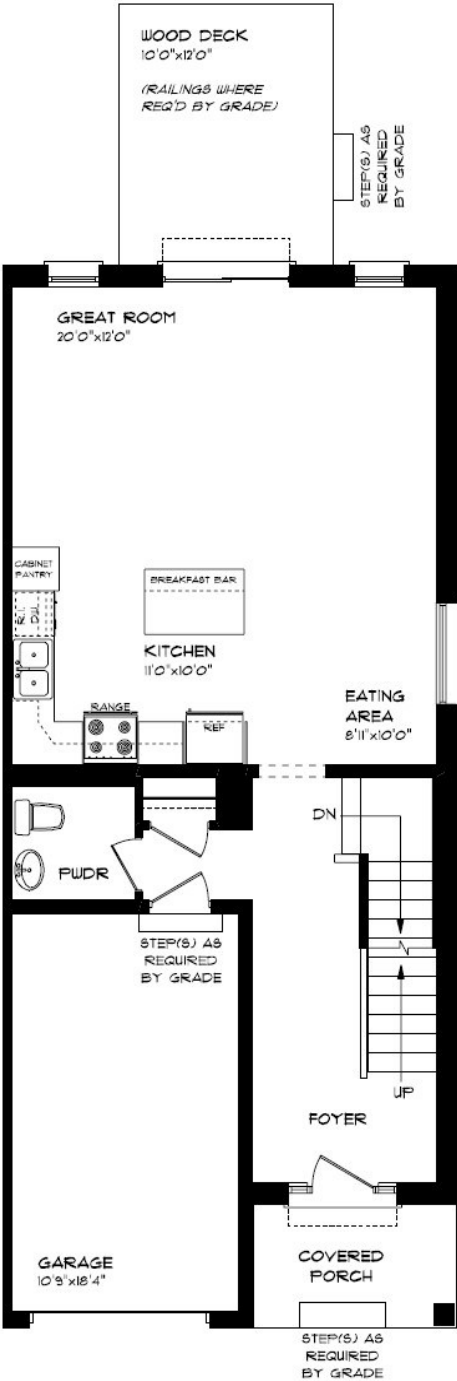 WOOD DECK
10'0"x12'0"
(RAILINGS WHERE
REQ'D BY GRADE)
STEP(S) AS
REQUIRED
BY GRADE
GREAT ROOM
20'0"x12'0"
CABINET
PANTRY
R.I.
DW.
BREAKFAST BAR
KITCHEN
11'0"x10'0"
RANGE
REF
EATING
AREA
8'11"x10'0"
DN
PWDR
STEP(S) AS
REQUIRED
BY GRADE
UP
FOYER
GARAGE
10'9"x18'4"
COVERED
PORCH
STEP(S) AS
REQUIRED
BY GRADE